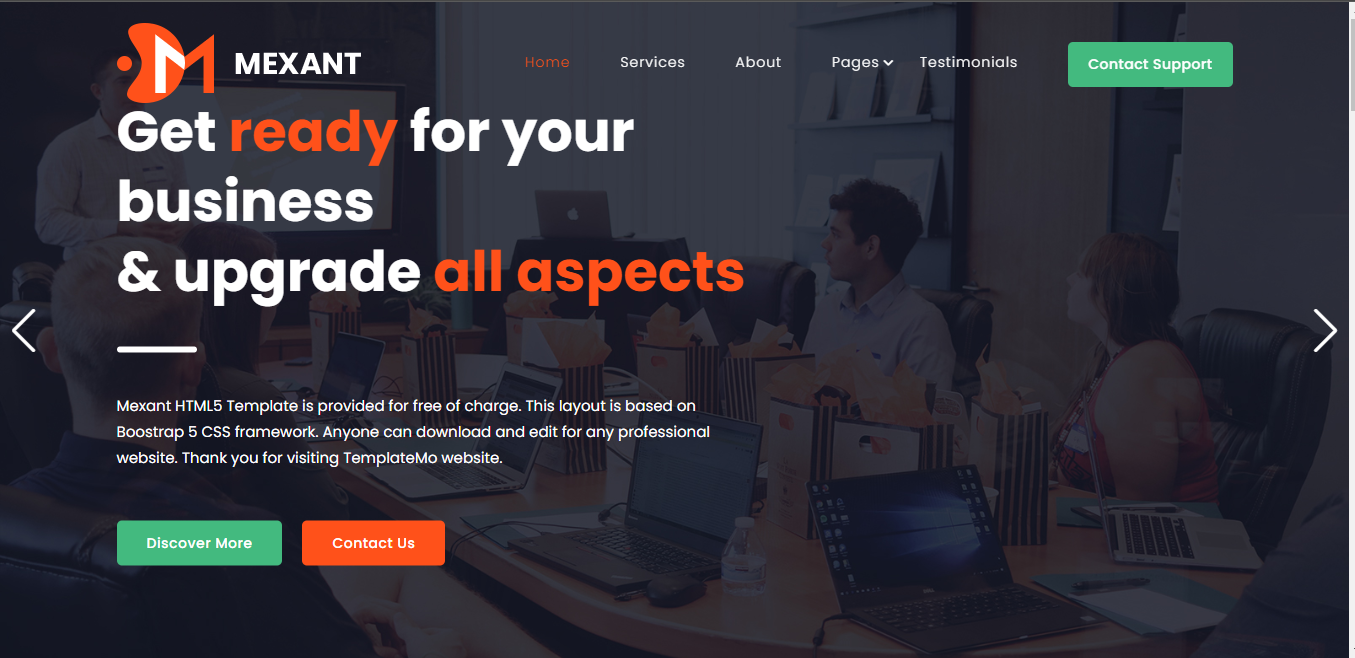 MEXANT
Home
Services
About
Pages
Testimonials
Contact Support
Get ready for your
business
& upgrade all aspects
Mexant HTML5 Template is provided for free of charge. This layout is based on
Boostrap 5 CSS framework. Anyone can download and edit for any professional
website. Thank you for visiting TemplateMo website.
Discover More
Contact Us